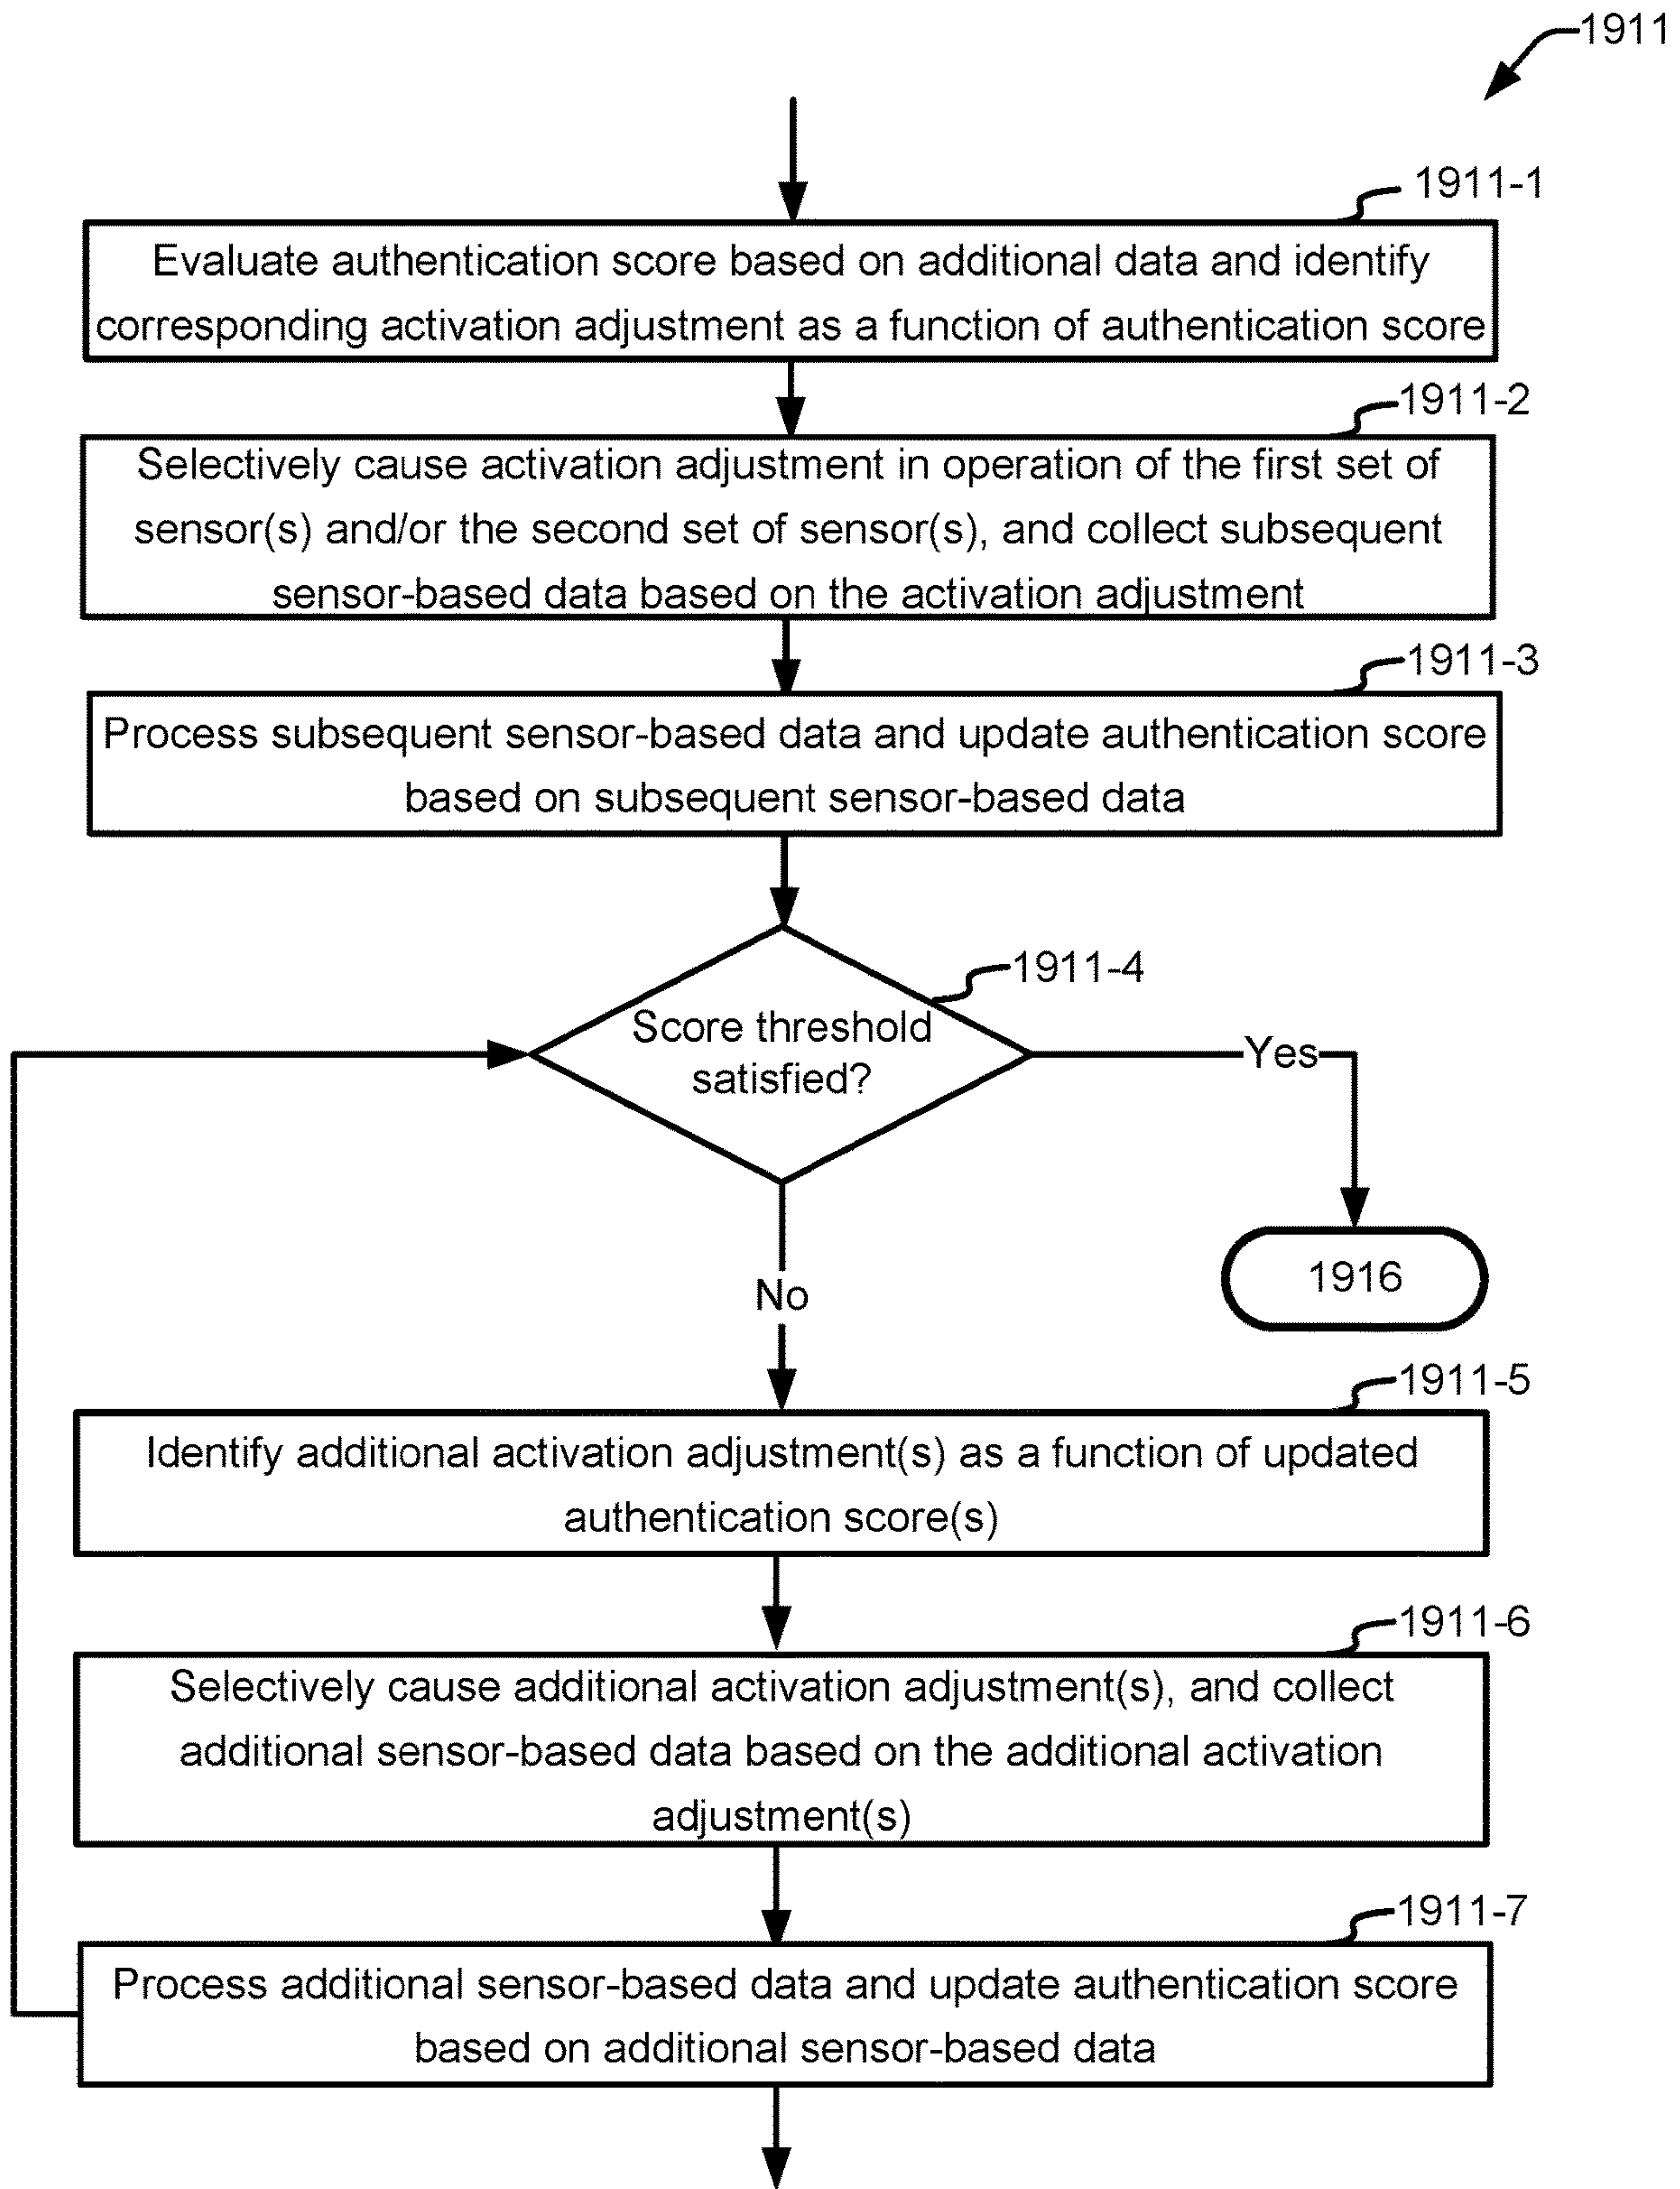 1911
1911-1
Evaluate authentication score based on additional data and identify
corresponding activation adjustment as a function of authentication score
1911-2
Selectively cause activation adjustment in operation of the first set of
sensor(s) and/or the second set of sensor(s), and collect subsequent
sensor-based data based on the activation adjustment
1911-3
Process subsequent sensor-based data and update authentication score
based on subsequent sensor-based data
1911-4
Score threshold
satisfied?
Yes
1916
No
1911-5
Identify additional activation adjustment(s) as a function of updated
authentication score(s)
1911-6
Selectively cause additional activation adjustment(s), and collect
additional sensor-based data based on the additional activation
adjustment(s)
1911-7
Process additional sensor-based data and update authentication score
based on additional sensor-based data